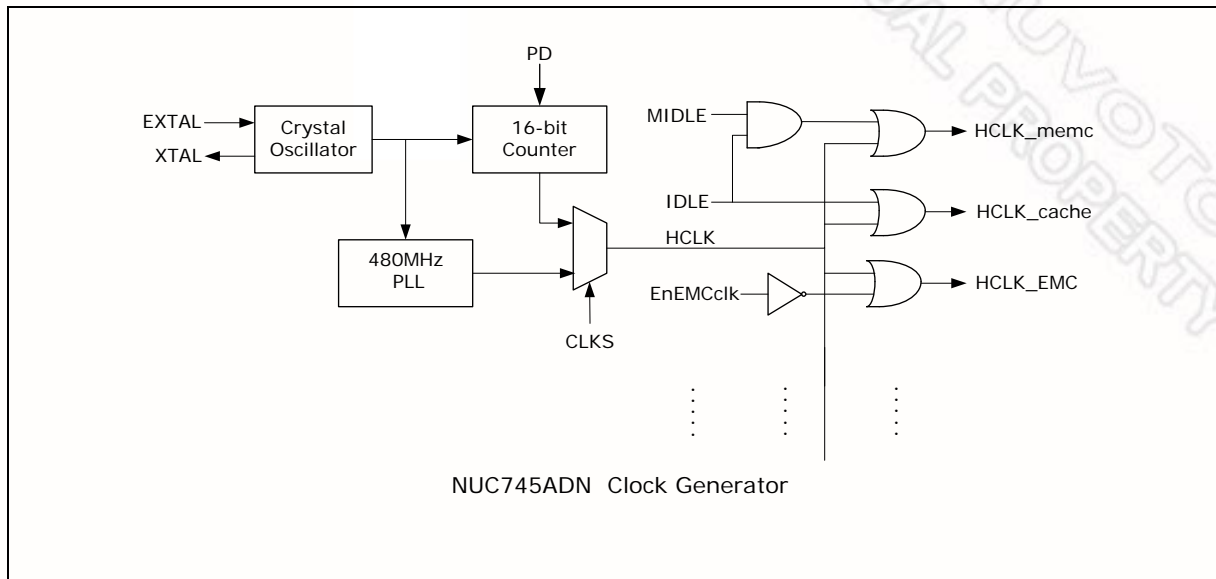 PD
EXTAL
XTAL
Crystal
Oscillator
16-bit
Counter
480MHz
PLL
CLKS
HCLK
MIDLE
IDLE
EnEMCclk
HCLK_memc
HCLK_cache
HCLK_EMC
NUC745ADN Clock Generator